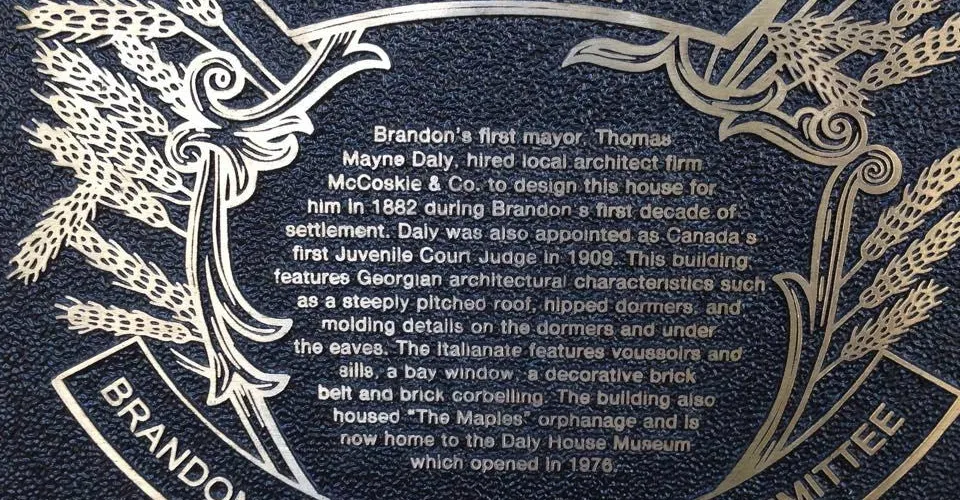 Brandon's first mayor, Thomas
Mayne Daly, hired local architect firm
McCoskie & Co. to design this house for
him in 1882 during Brandon's first decade of
settlement. Daly was also appointed as Canada's
first Juvenile Court Judge in 1909. This building
features Georgian architectural characteristics such
as a steeply pitched roof, hipped dormers, and
molding details on the dormers and under
the eaves. The Italianate features voussoirs and
sills, a bay window, a decorative brick
belt and brick corbelling. The building also
housed "The Maples" orphanage and is
now home to the Daly House Museum
which opened in 1976.
BRANDON
MITTEE